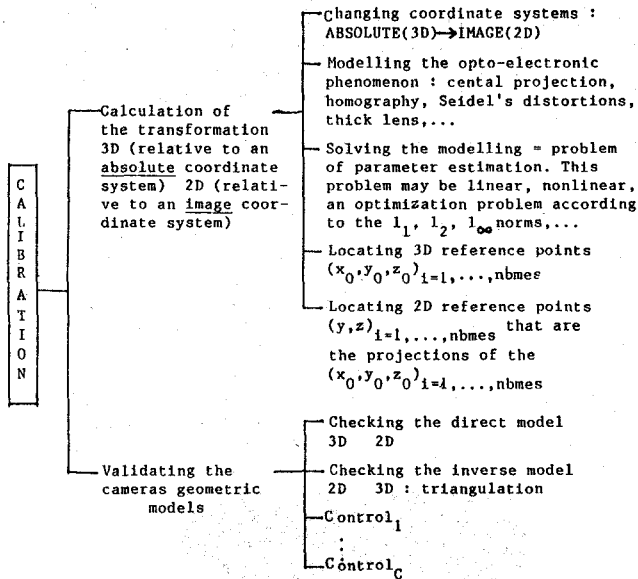 Changing coordinate systems :
ABSOLUTE(3D)→IMAGE(2D)
Modelling the opto-electronic
phenomenon : cental projection,
homography, Seidel's distortions,
thick lens,...
Calculation of
the transformation
3D (relative to an
absolute coordinate
system) 2D (relati-
ve to an image coor-
dinate system)
Solving the modelling = problem
of parameter estimation. This
problem may be linear, nonlinear,
an optimization problem according
to the l₁, l₂, l∞ norms,...
Locating 3D reference points
(x₀,y₀,z₀)i=1,...,nbmes
Locating 2D reference points
(y,z)i=1,...,nbmes that are
the projections of the
(x₀,y₀,z₀)i=1,...,nbmes
CALIBRATION
Validating the
cameras geometric
models
Checking the direct model
3D 2D
Checking the inverse model
2D 3D : triangulation
Control₁
:
Control_C